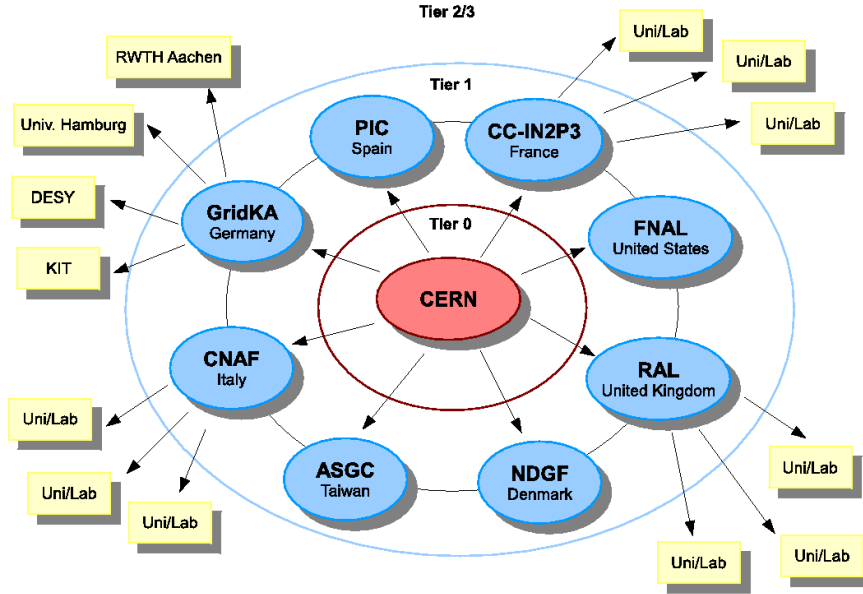 Tier 2/3
Uni/Lab
RWTH Aachen
Uni/Lab
Tier 1
Uni/Lab
Univ. Hamburg
PIC
Spain
CC-IN2P3
France
DESY
GridKA
Germany
Tier 0
FNAL
United States
KIT
CERN
CNAF
Italy
RAL
United Kingdom
Uni/Lab
Uni/Lab
ASGC
Taiwan
NDGF
Denmark
Uni/Lab
Uni/Lab
Uni/Lab
Uni/Lab